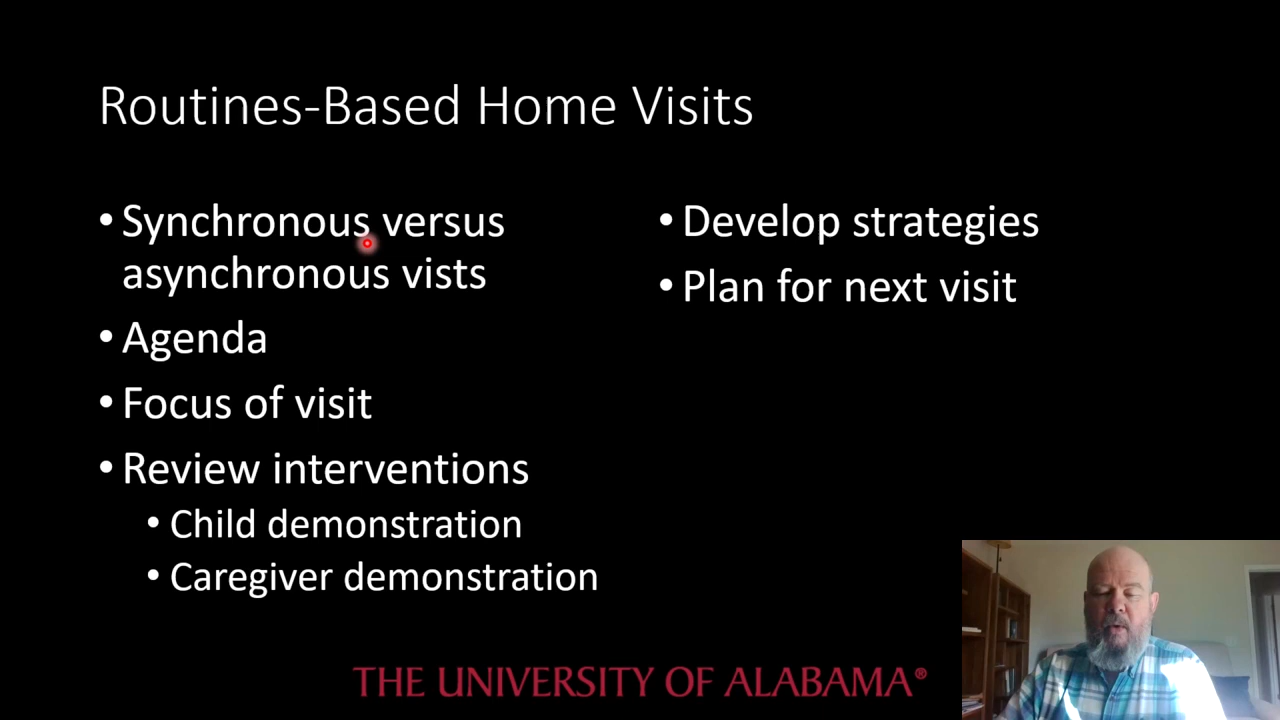 Routines-Based Home Visits
• Synchronous versus
asynchronous vists
• Agenda
• Focus of visit
• Review interventions
• Child demonstration
• Caregiver demonstration
• Develop strategies
• Plan for next visit
THE UNIVERSITY OF ALABAMA®